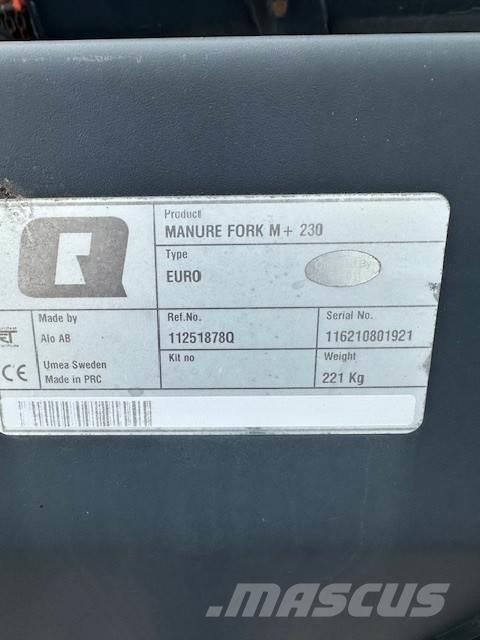 Product
MANURE FORK M+ 230
Type
EURO
Made by
Alo AB
Umea Sweden
Made in PRC
CE
Ref.No.
11251878Q
Serial No.
116210801921
Kit no
Weight
221 Kg
MASCUS